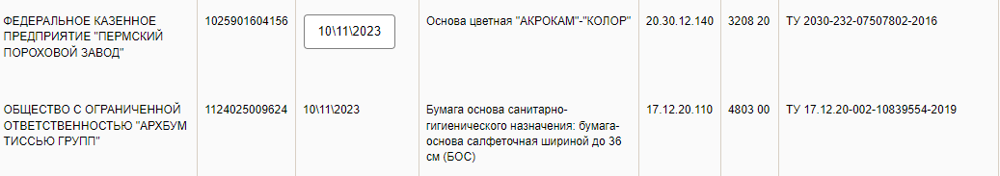 ФЕДЕРАЛЬНОЕ КАЗЕННОЕ
ПРЕДПРИЯТИЕ "ПЕРМСКИЙ
ПОРОХОВОЙ ЗАВОД"
1025901604156
10\11\2023
Основа цветная "АКРОКАМ"-"КОЛОР"
20.30.12.140
3208 20
ТУ 2030-232-07507802-2016
ОБЩЕСТВО С ОГРАНИЧЕННОЙ
ОТВЕТСТВЕННОСТЬЮ "АРХБУМ
ТИССЬЮ ГРУПП"
1124025009624
10\11\2023
Бумага основа санитарно-
гигиенического назначения: бумага-
основа салфеточная шириной до 36
см (БОС)
17.12.20.110
4803 00
ТУ 17.12.20-002-10839554-2019